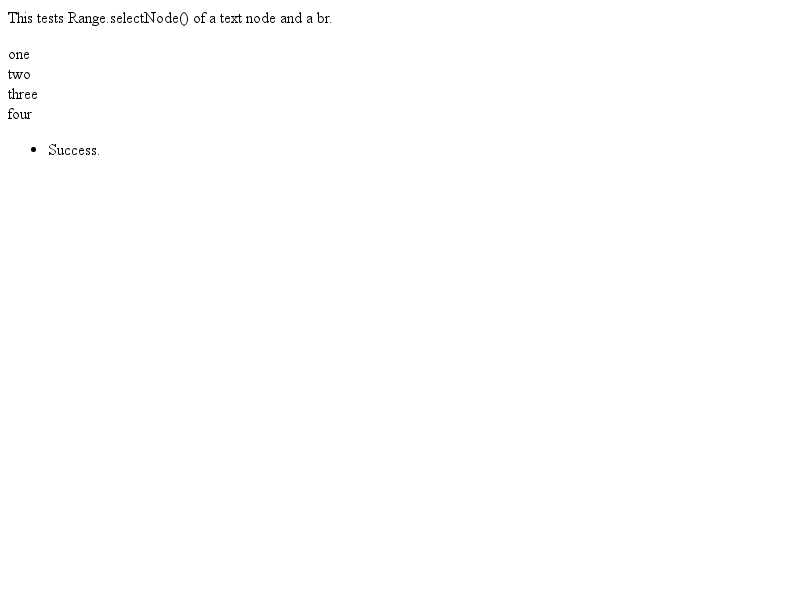 This tests Range.selectNode() of a text node and a br.
one
two
three
four
• Success.